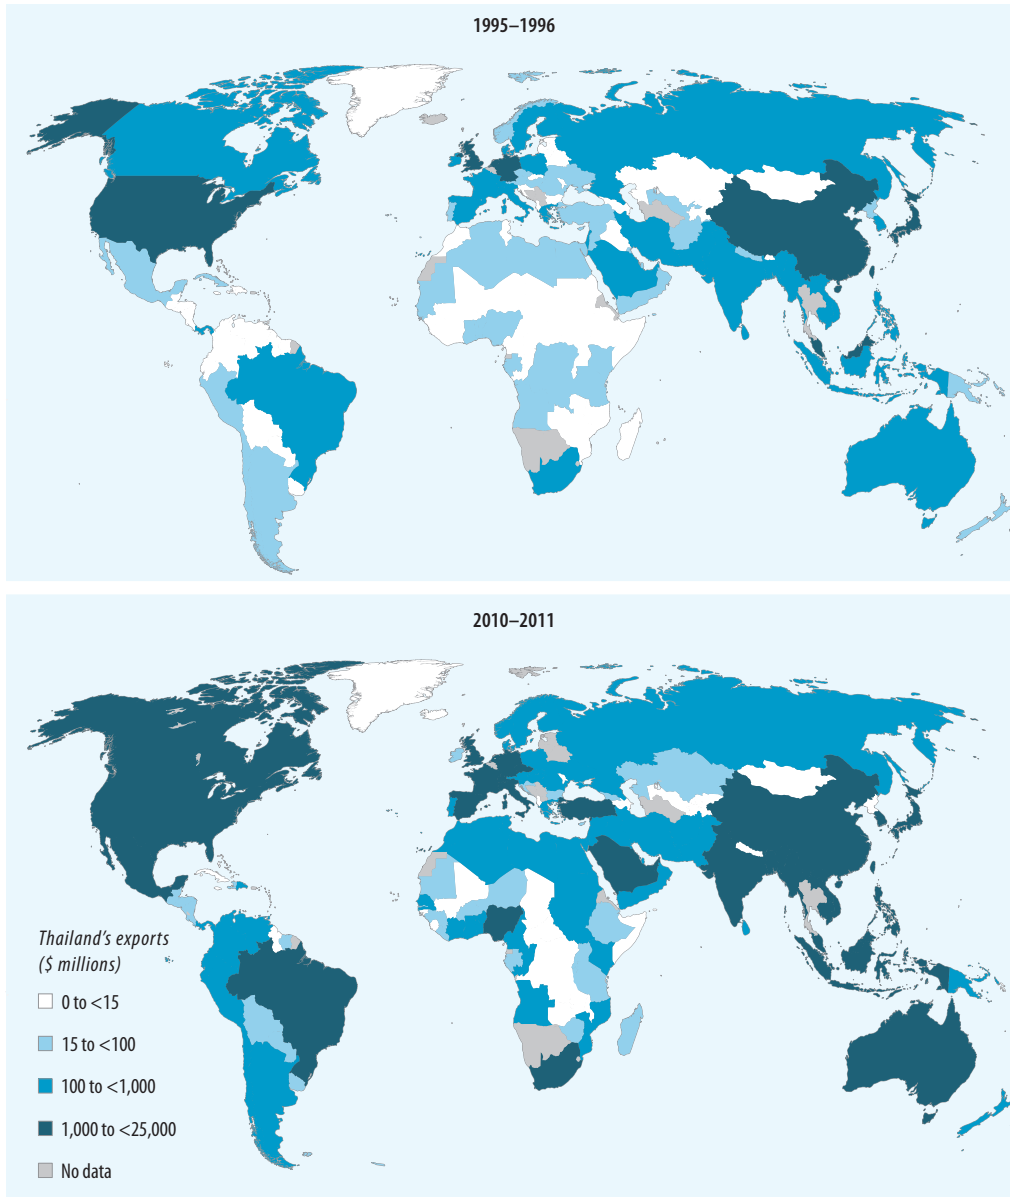 1995–1996
2010–2011
Thailand's exports
($ millions)
0 to <15
15 to <100
100 to <1,000
1,000 to <25,000
No data